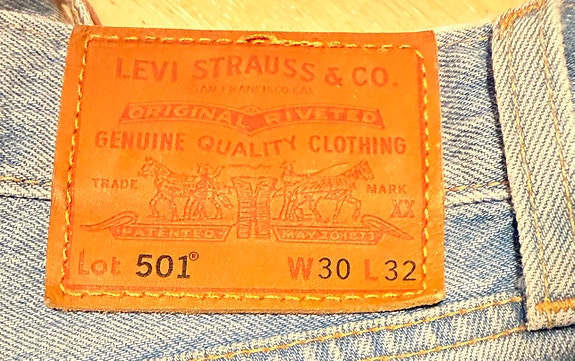 LEVI STRAUSS & CO.
SAN FRANCISCO, CAL.
ORIGINAL RIVETED
GENUINE QUALITY CLOTHING
TRADE MARK
XX
PATENTED MAY 20 1873
Lot 501® W30 L32